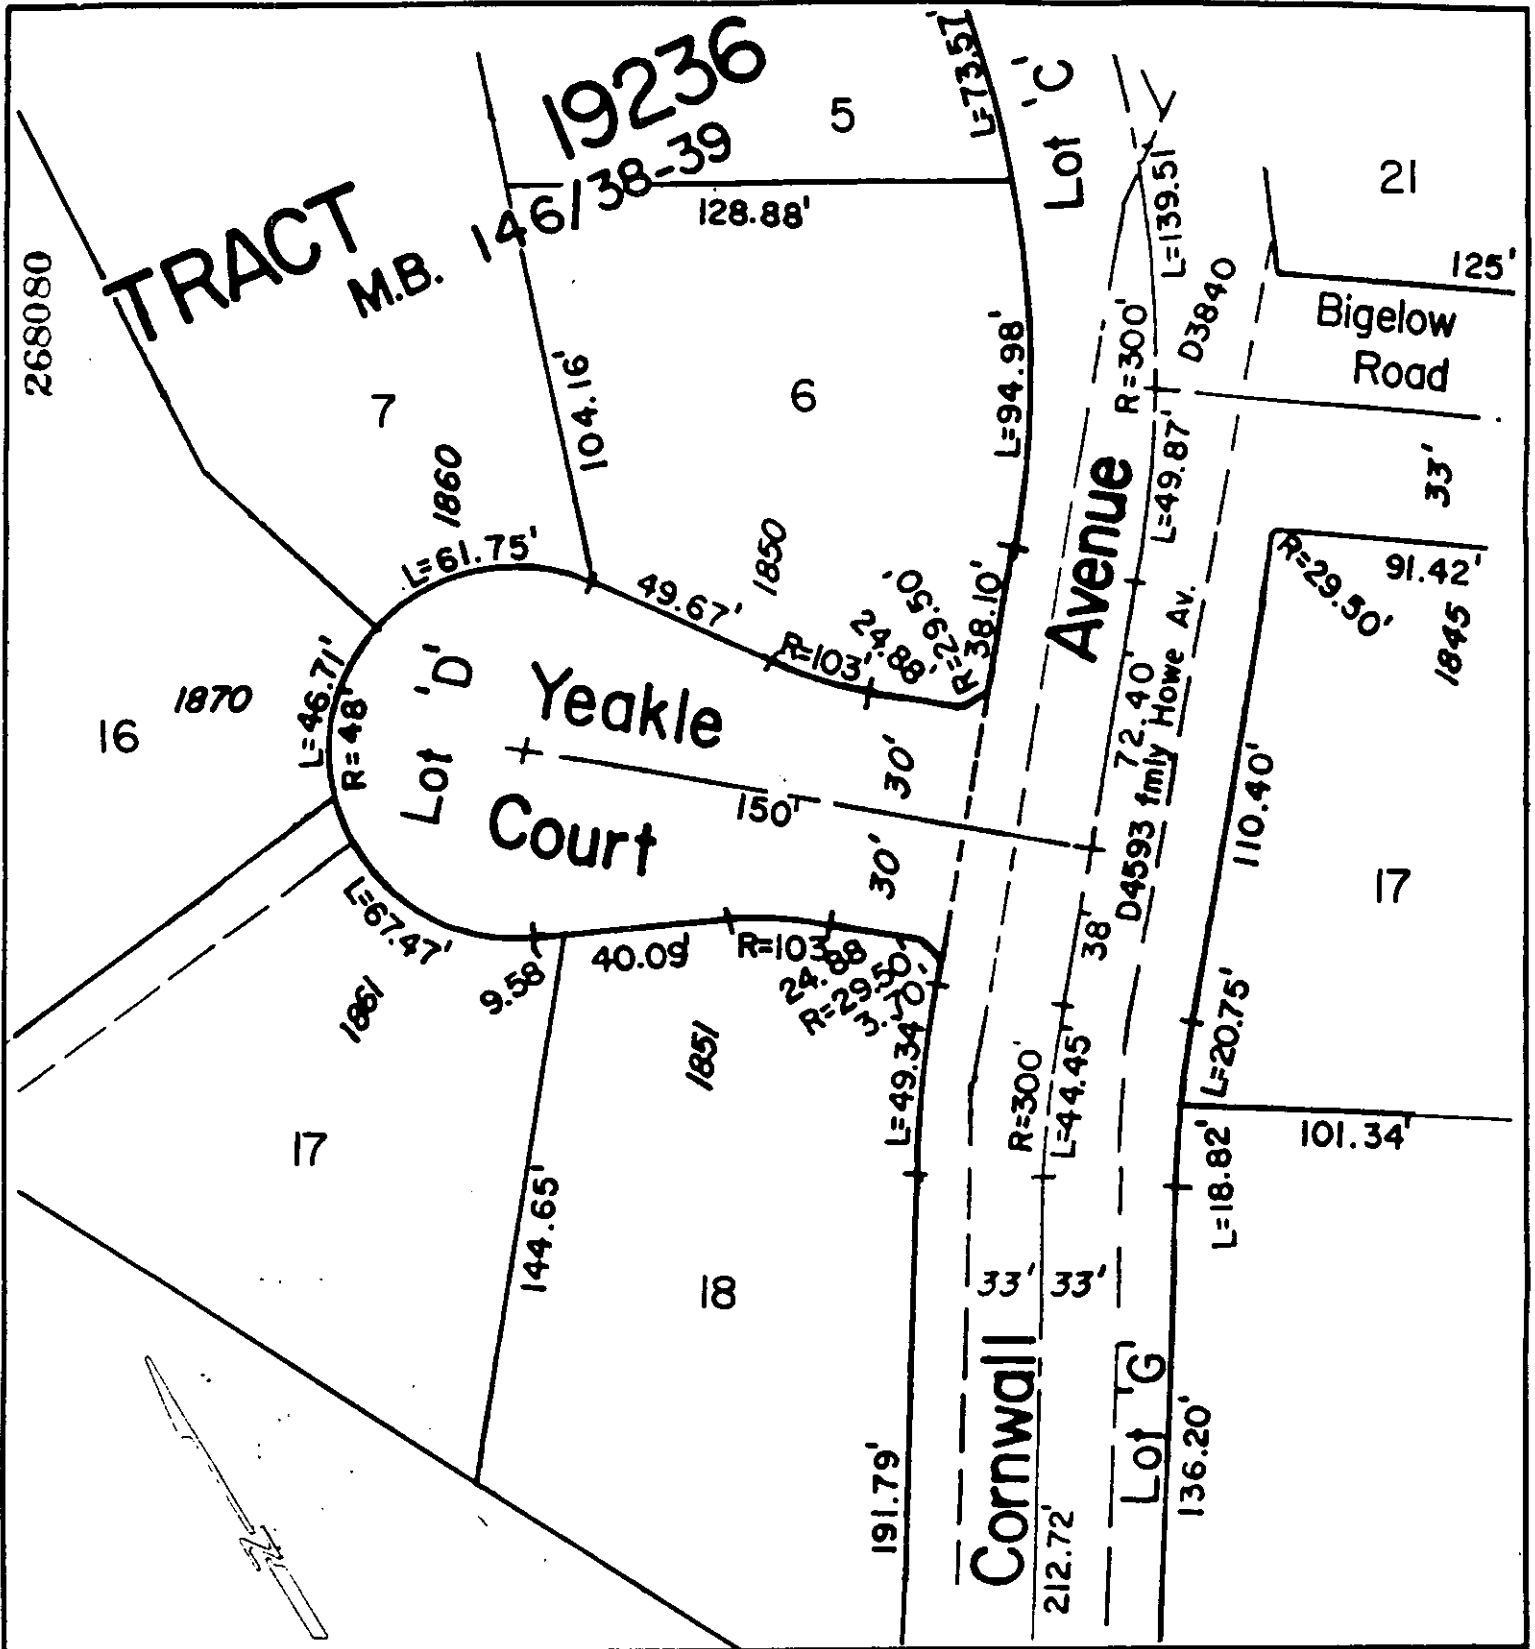 19236
TRACT
M.B. 146/38-39
268080
5
L=73.57'
Lot 'C'
21
L=139.51
125'
128.88'
D3840
Bigelow
Road
R=300'
L=94.98'
104.16'
7
6
1860
L=49.87'
33'
L=61.75'
1850
Avenue
R=29.50'
91.42'
1845
49.67'
R=103'
24.88'
R=29.50'
38.10'
L=46.71'
R=48'
16
1870
Lot 'D'
Yeakle
Court
150'
30'
30'
72.40'
D4593 fmly Howe Av.
110.40'
17
L=67.47'
9.58'
40.09'
R=103
24.88
R=29.50'
3.70'
38'
1861
1851
L=49.34'
R=300'
L=44.45'
L=20.75'
101.34'
L=18.82'
17
144.65'
18
33' 33'
Cornwall
Lot 'G'
191.79'
212.72'
136.20'
N